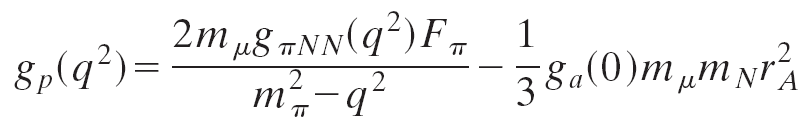 g_p(q^2) = \frac{2m_\mu g_{\pi NN}(q^2)F_\pi}{m_\pi^2 - q^2} - \frac{1}{3} g_a(0) m_\mu m_N r_A^2